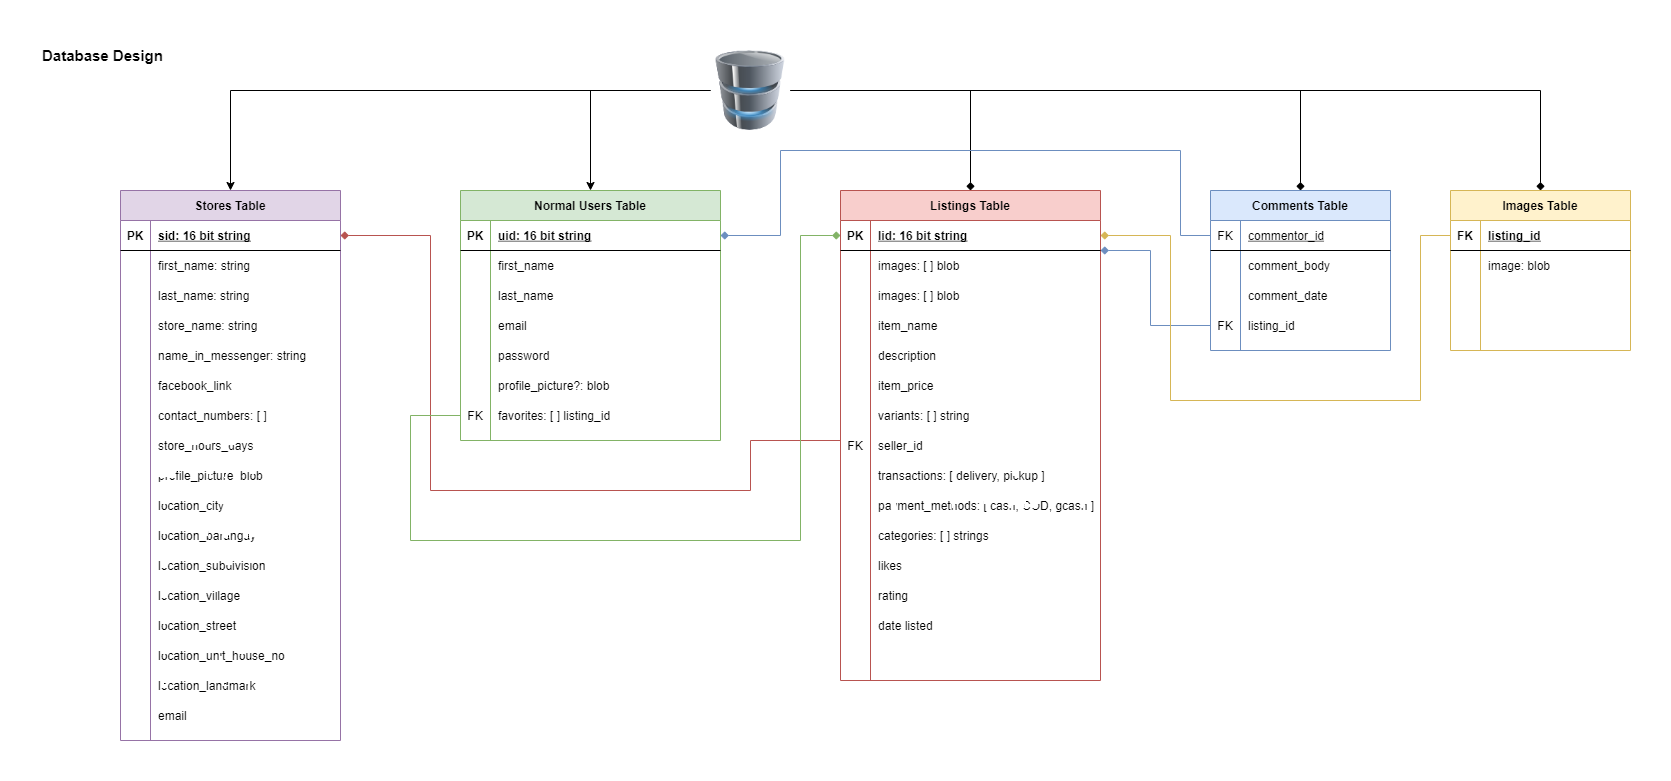 Database Design
Stores Table
PK sid: 16 bit string
first_name: string
last_name: string
store_name: string
name_in_messenger: string
facebook_link
contact_numbers: [ ]
store_hours_days
profile_picture blob
location_city
location_barangay
location_subdivision
location_village
location_street
location_unit_house_no
location_landmark
email
Normal Users Table
PK uid: 16 bit string
first_name
last_name
email
password
profile_picture?: blob
FK favorites: [ ] listing_id
Listings Table
PK lid: 16 bit string
images: [ ] blob
images: [ ] blob
item_name
description
item_price
variants: [ ] string
FK seller_id
transactions: [ delivery, pickup ]
payment_methods: [ cash, COD, gcash ]
categories: [ ] strings
likes
rating
date listed
Comments Table
FK commentor_id
comment_body
comment_date
FK listing_id
Images Table
FK listing_id
image: blob